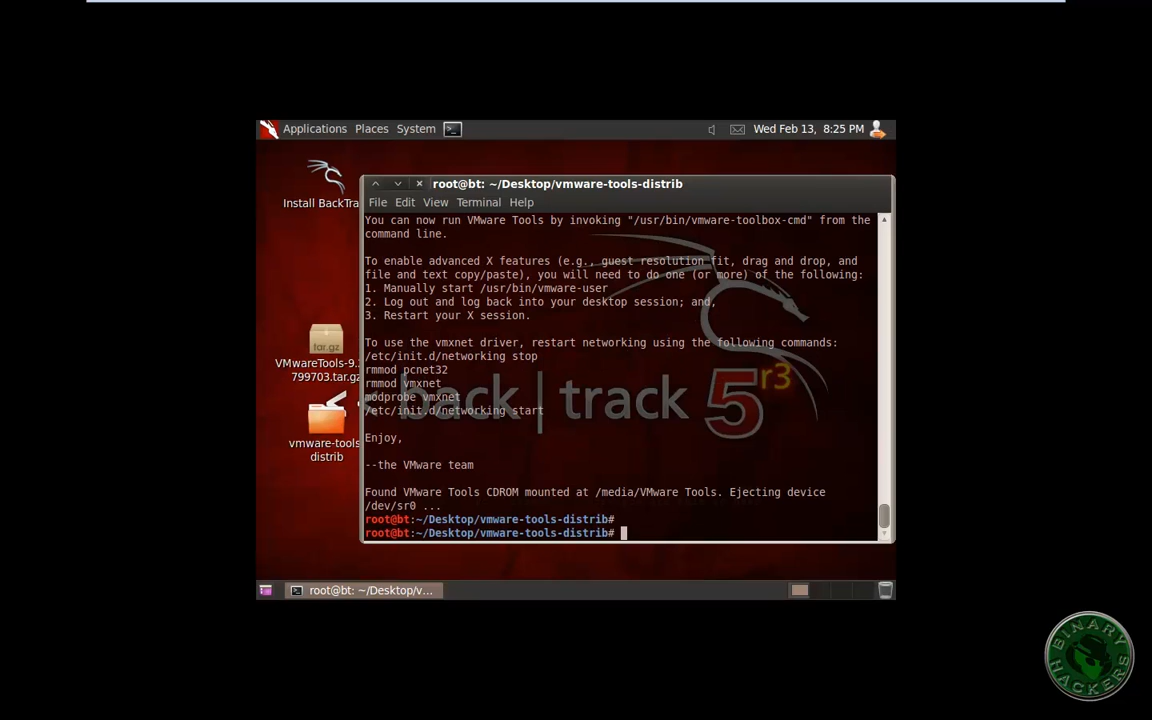 Applications Places System
Wed Feb 13, 8:25 PM
Install BackTra
root@bt: ~/Desktop/vmware-tools-distrib
File Edit View Terminal Help
You can now run VMware Tools by invoking "/usr/bin/vmware-toolbox-cmd" from the
command line.
To enable advanced X features (e.g., guest resolution fit, drag and drop, and
file and text copy/paste), you will need to do one (or more) of the following:
1. Manually start /usr/bin/vmware-user
2. Log out and log back into your desktop session; and,
3. Restart your X session.
To use the vmxnet driver, restart networking using the following commands:
/etc/init.d/networking stop
rmmod pcnet32
rmmod vmxnet
modprobe vmxnet
/etc/init.d/networking start
Enjoy,
--the VMware team
Found VMware Tools CDROM mounted at /media/VMware Tools. Ejecting device
/dev/sr0 ...
root@bt:~/Desktop/vmware-tools-distrib#
root@bt:~/Desktop/vmware-tools-distrib#
back | track 5 r3
tar.gz
VMwareTools-9.
799703.tar.gz
vmware-tools
distrib
root@bt: ~/Desktop/v...
BINARY
HACKERS